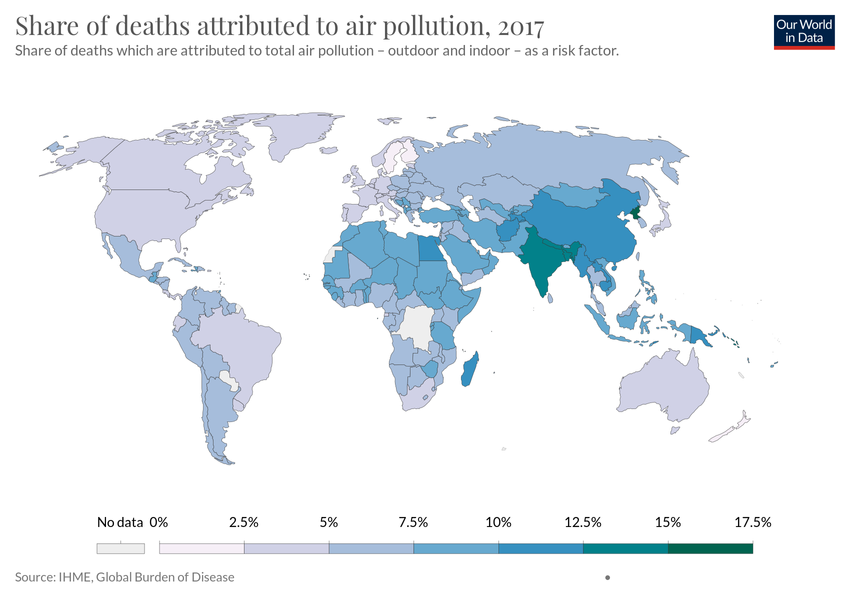 Share of deaths attributed to air pollution, 2017
Share of deaths which are attributed to total air pollution – outdoor and indoor – as a risk factor.
Our World
in Data
No data 0% 2.5% 5% 7.5% 10% 12.5% 15% 17.5%
Source: IHME, Global Burden of Disease